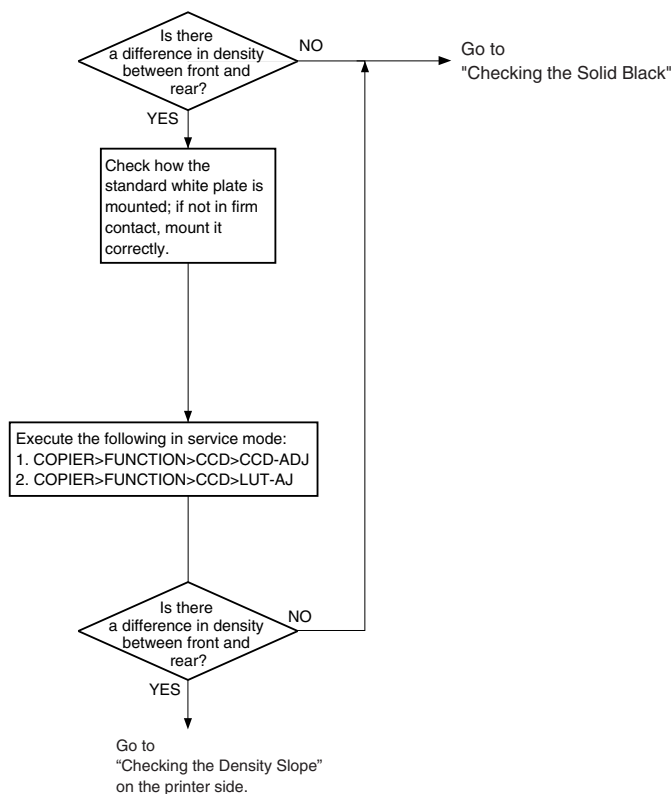 Is there
a difference in density
between front and
rear?
NO
Go to
"Checking the Solid Black"
YES
Check how the
standard white plate is
mounted; if not in firm
contact, mount it
correctly.
Execute the following in service mode:
1. COPIER>FUNCTION>CCD>CCD-ADJ
2. COPIER>FUNCTION>CCD>LUT-AJ
Is there
a difference in density
between front and
rear?
NO
YES
Go to
“Checking the Density Slope”
on the printer side.